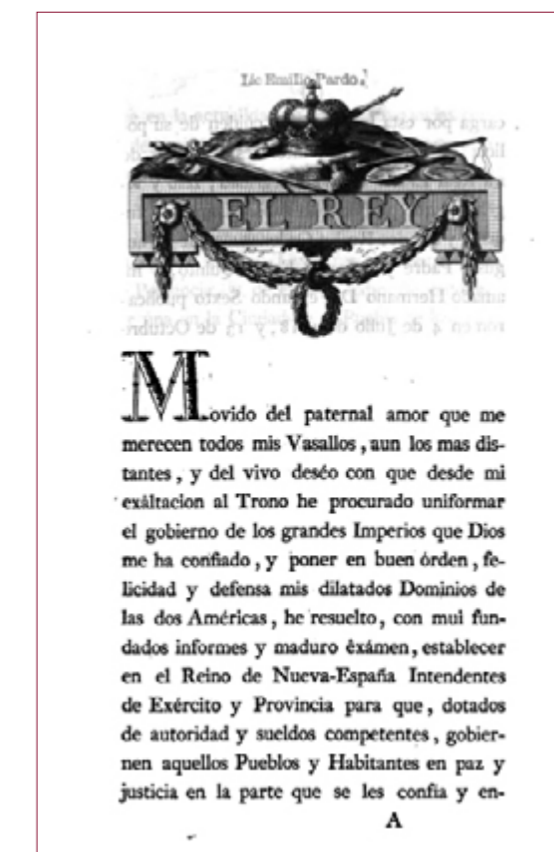 Lic Emilio Pardo.
EL REY
Movido del paternal amor que me
merecen todos mis Vasallos, aun los mas dis-
tantes, y del vivo deséo con que desde mi
exâltacion al Trono he procurado uniformar
el gobierno de los grandes Imperios que Dios
me ha confiado, y poner en buen órden, fe-
licidad y defensa mis dilatados Dominios de
las dos Américas, he resuelto, con mui fun-
dados informes y maduro êxámen, establecer
en el Reino de Nueva-España Intendentes
de Exército y Provincia para que, dotados
de autoridad y sueldos competentes, gobier-
nen aquellos Pueblos y Habitantes en paz y
justicia en la parte que se les confia y en-
A